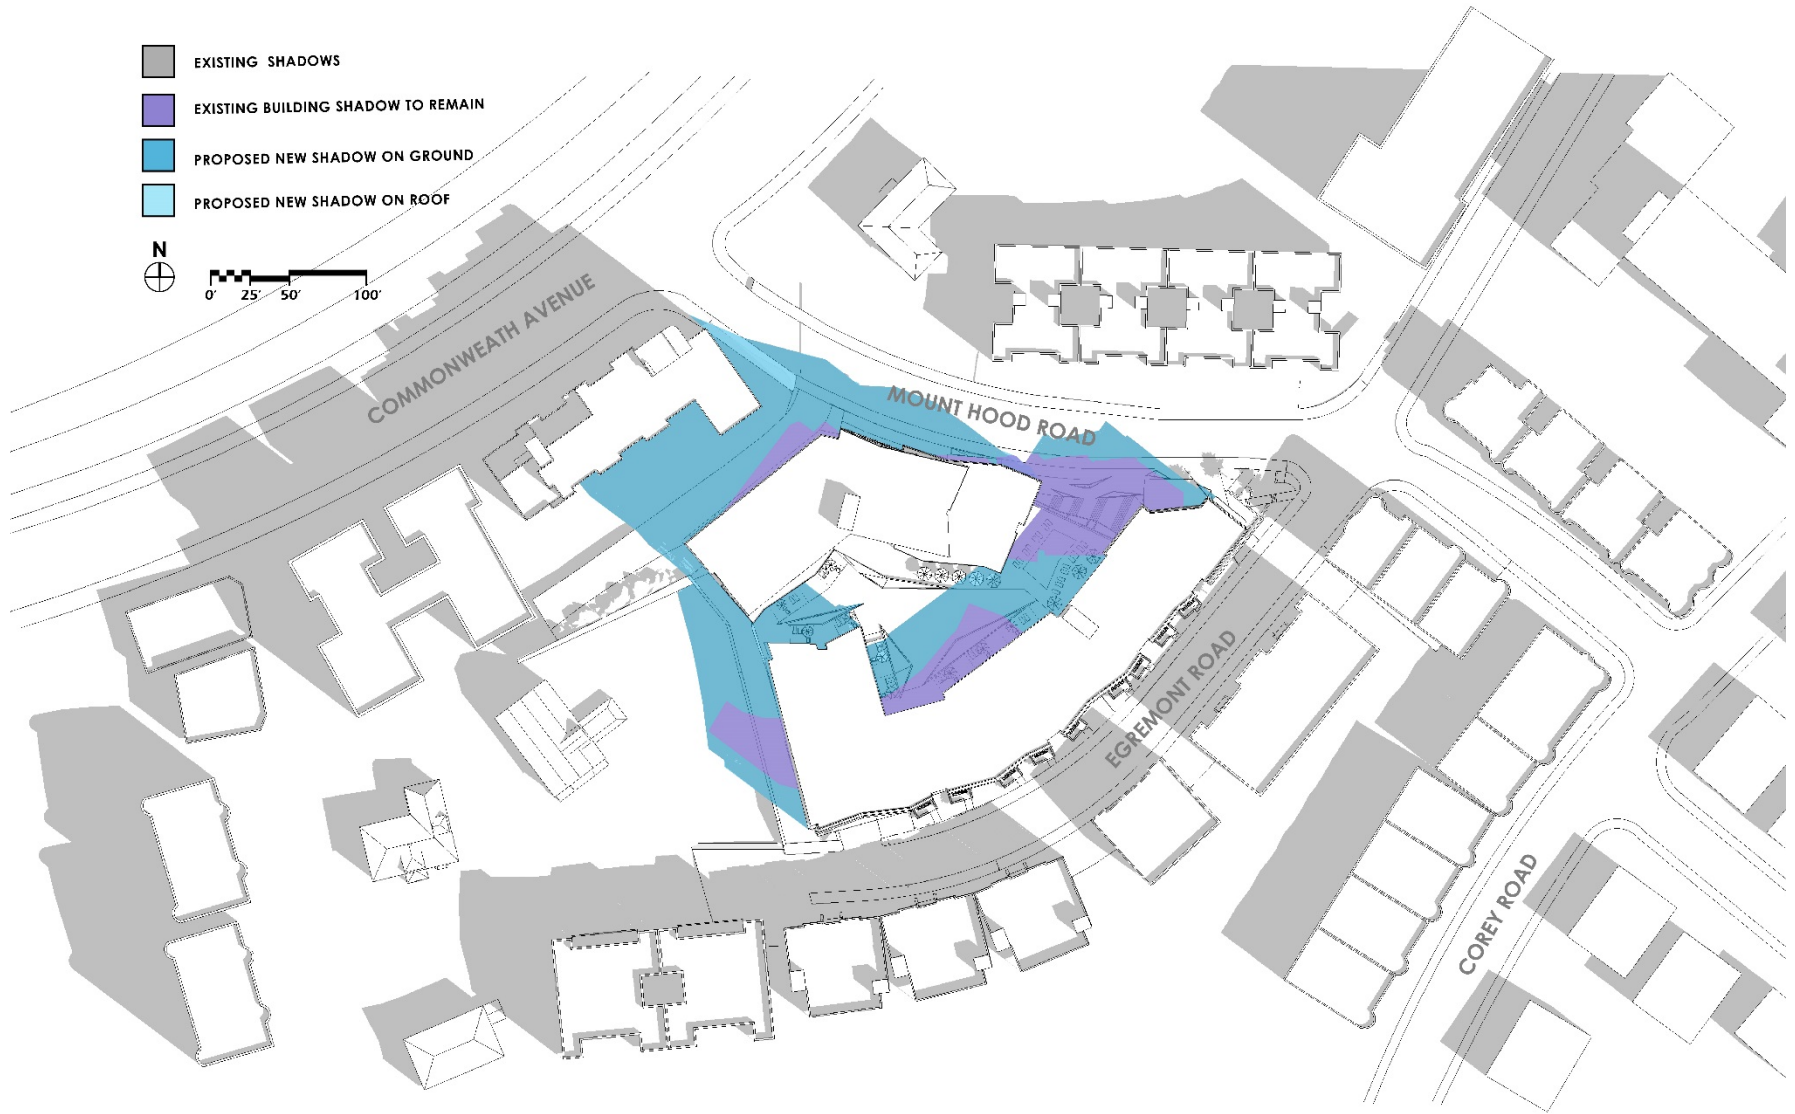 EXISTING SHADOWS
EXISTING BUILDING SHADOW TO REMAIN
PROPOSED NEW SHADOW ON GROUND
PROPOSED NEW SHADOW ON ROOF
N
0' 25' 50' 100'
COMMONWEATH AVENUE
MOUNT HOOD ROAD
EGREMONT ROAD
COREY ROAD